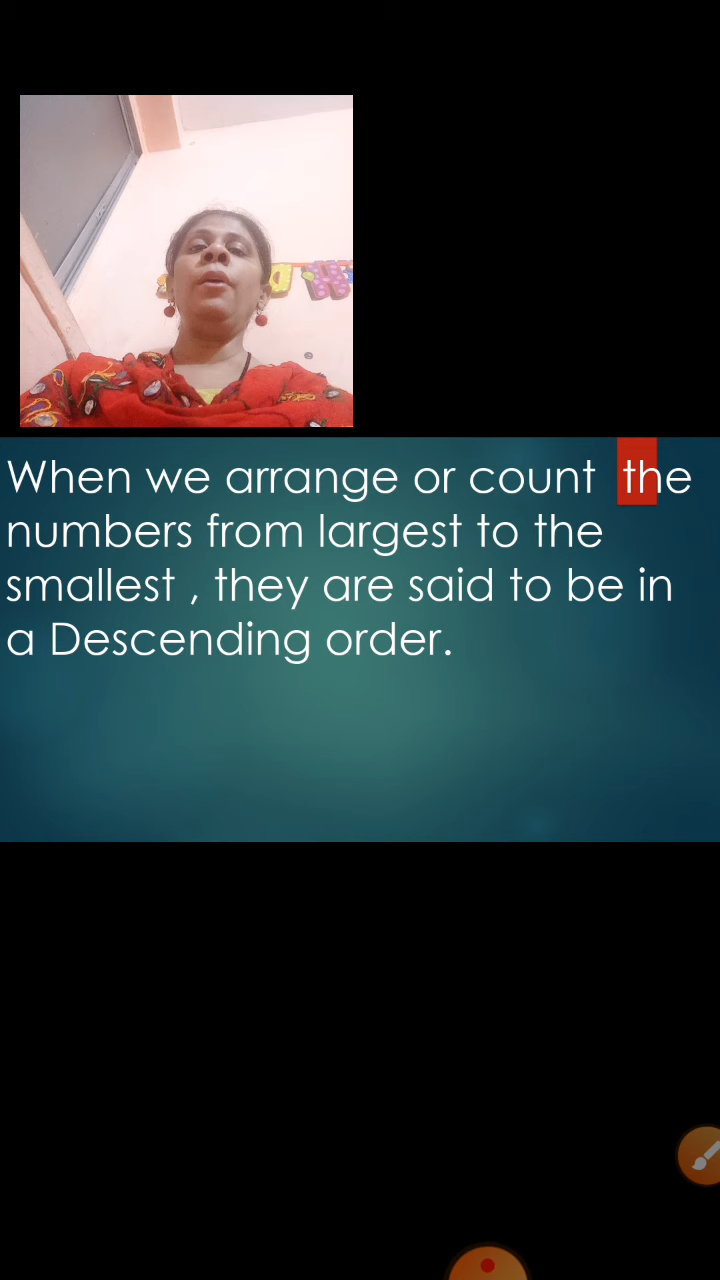 H
When we arrange or count the
numbers from largest to the
smallest , they are said to be in
a Descending order.